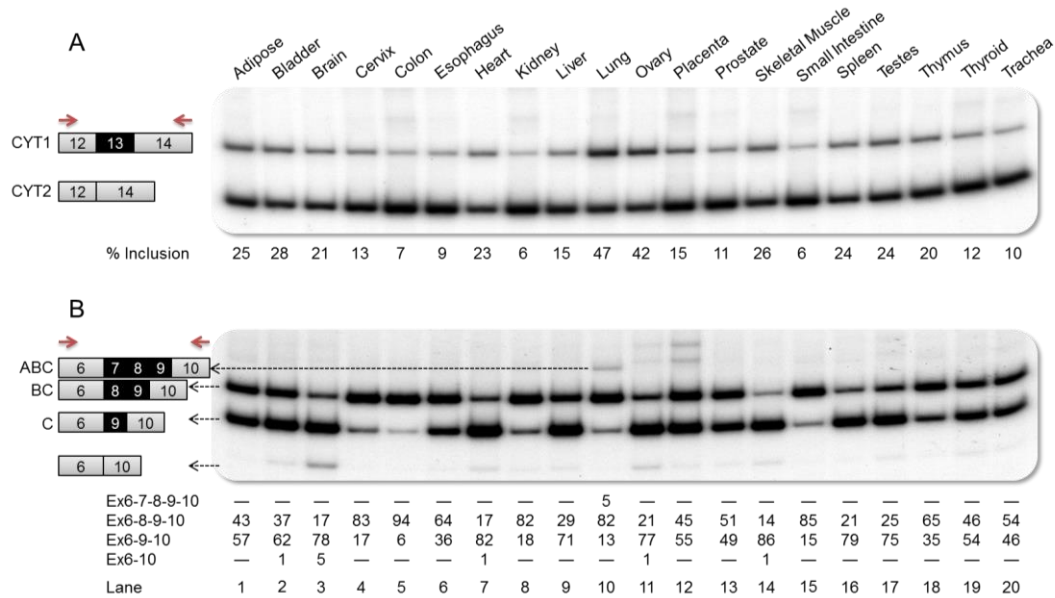 A
Adipose Bladder Brain Cervix Colon Esophagus Heart Kidney Liver Lung Ovary Placenta Prostate Skeletal Muscle Small Intestine Spleen Testes Thymus Thyroid Trachea
CYT1 12 13 14
CYT2 12 14
% Inclusion 25 28 21 13 7 9 23 6 15 47 42 15 11 26 6 24 24 20 12 10
B
ABC 6 7 8 9 10
BC 6 8 9 10
C 6 9 10
6 10
Ex6-7-8-9-10 — — — — — — — — — 5 — — — — — — — — — —
Ex6-8-9-10 43 37 17 83 94 64 17 82 29 82 21 45 51 14 85 21 25 65 46 54
Ex6-9-10 57 62 78 17 6 36 82 18 71 13 77 55 49 86 15 79 75 35 54 46
Ex6-10 — 1 5 — — — 1 — — — 1 — — 1 — — — — — —
Lane 1 2 3 4 5 6 7 8 9 10 11 12 13 14 15 16 17 18 19 20